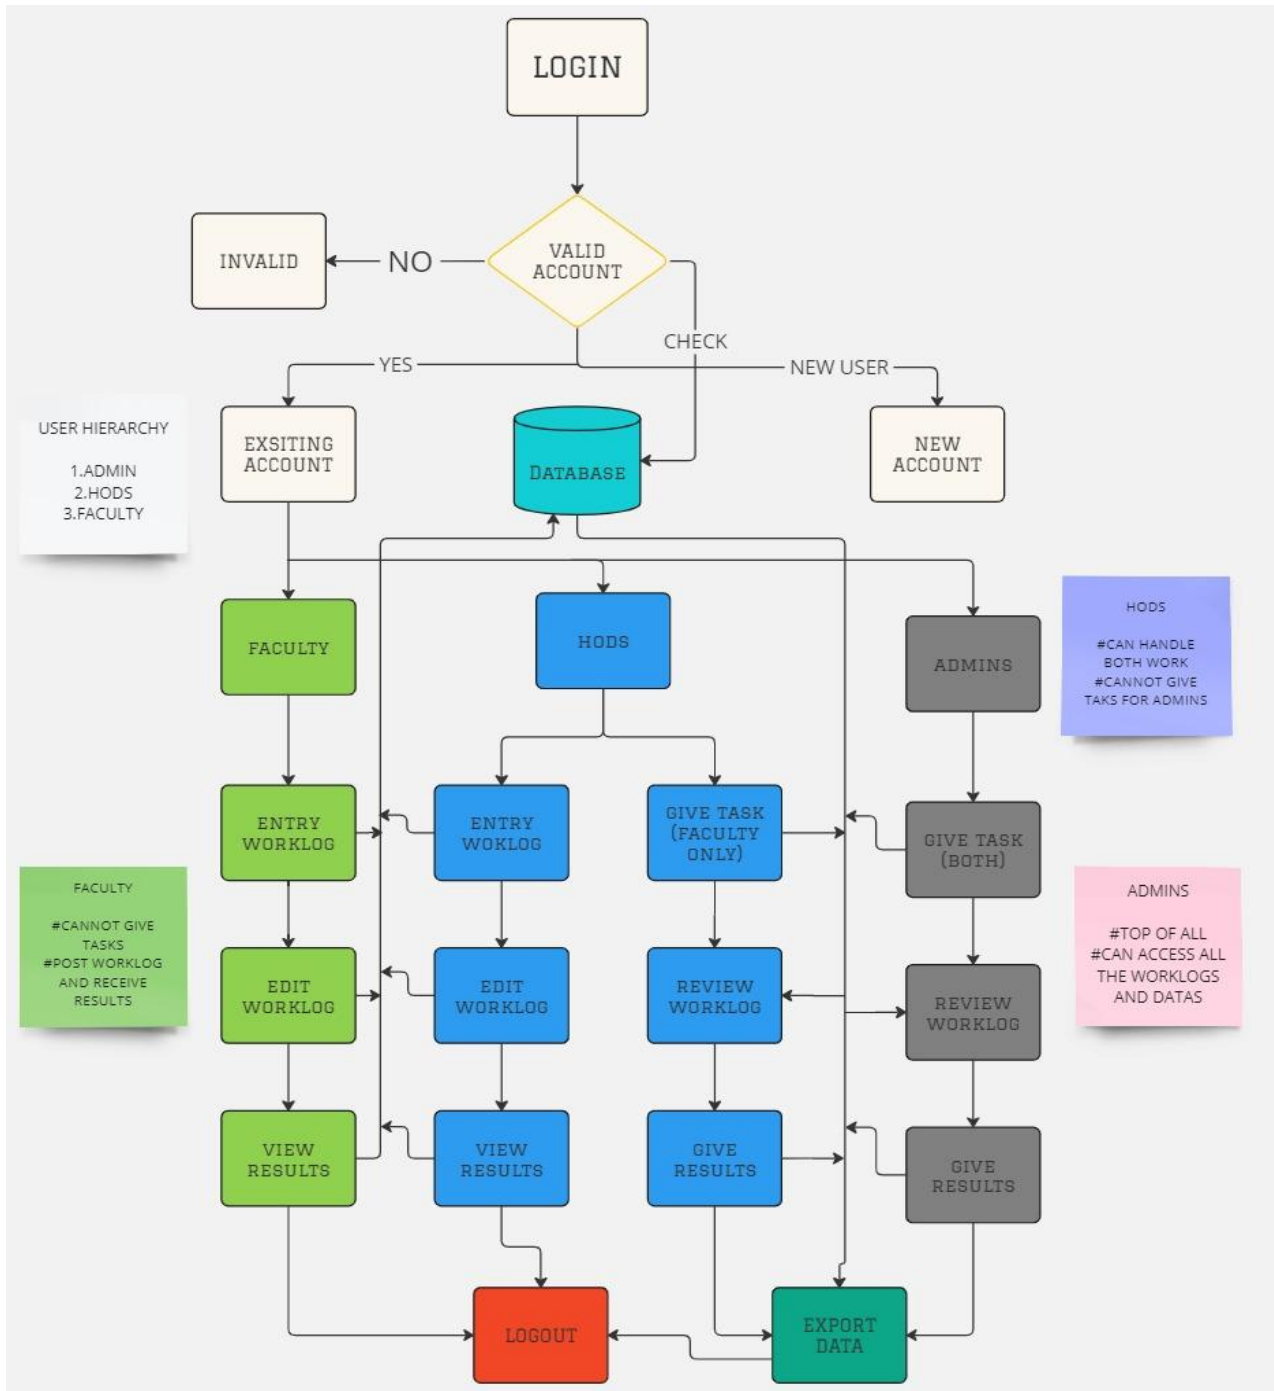 LOGIN
VALID
ACCOUNT
INVALID
NO
CHECK
YES
NEW USER
USER HIERARCHY
1.ADMIN
2.HODS
3.FACULTY
EXSITING
ACCOUNT
DATABASE
NEW
ACCOUNT
FACULTY
HODS
ADMINS
HODS
#CAN HANDLE
BOTH WORK
#CANNOT GIVE
TAKS FOR ADMINS
ENTRY
WORKLOG
ENTRY
WOKLOG
GIVE TASK
(FACULTY
ONLY)
GIVE TASK
(BOTH)
FACULTY
#CANNOT GIVE
TASKS
#POST WORKLOG
AND RECEIVE
RESULTS
EDIT
WORKLOG
EDIT
WORKLOG
REVIEW
WORKLOG
REVIEW
WORKLOG
ADMINS
#TOP OF ALL
#CAN ACCESS ALL
THE WORKLOGS
AND DATAS
VIEW
RESULTS
VIEW
RESULTS
GIVE
RESULTS
GIVE
RESULTS
LOGOUT
EXPORT
DATA